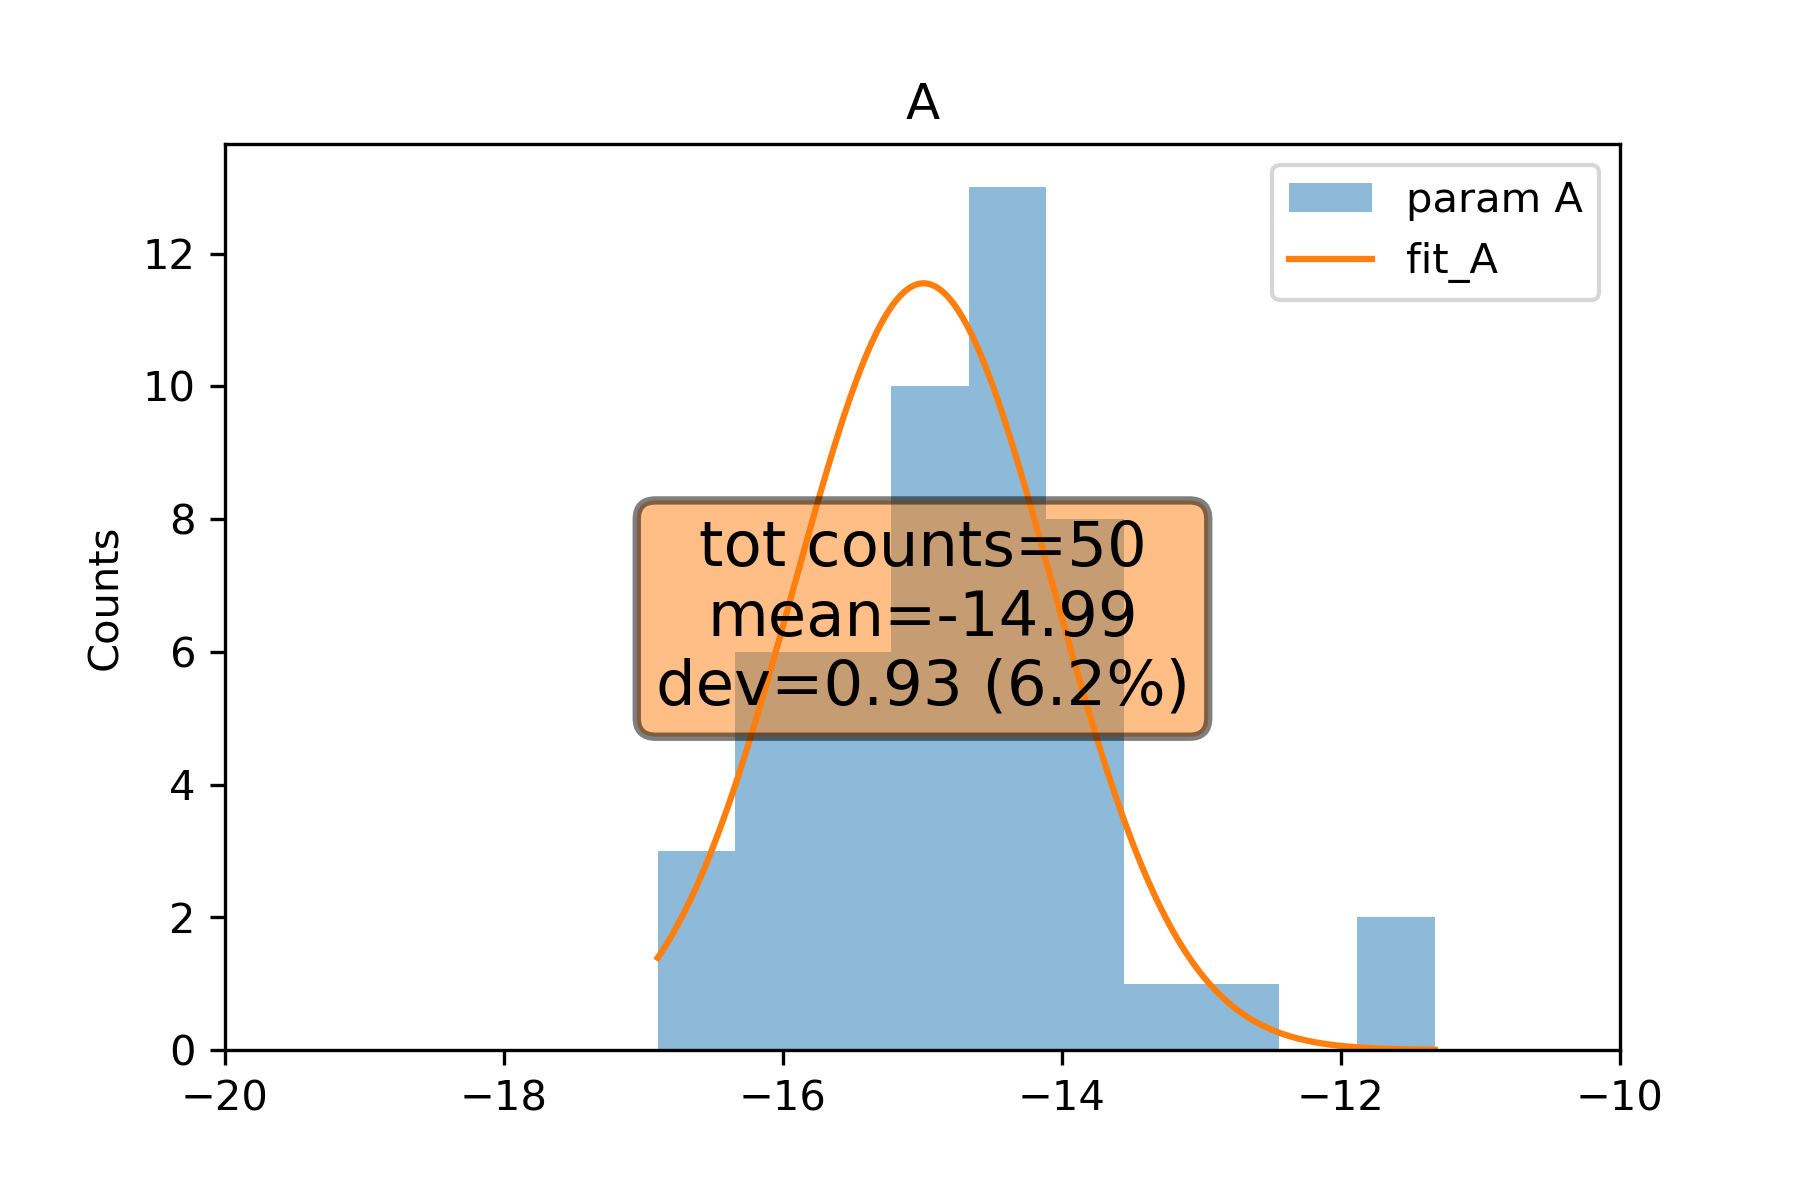 A
param A
fit_A
Counts
12
10
8
6
4
2
0
tot counts=50
mean=-14.99
dev=0.93 (6.2%)
−20 −18 −16 −14 −12 −10